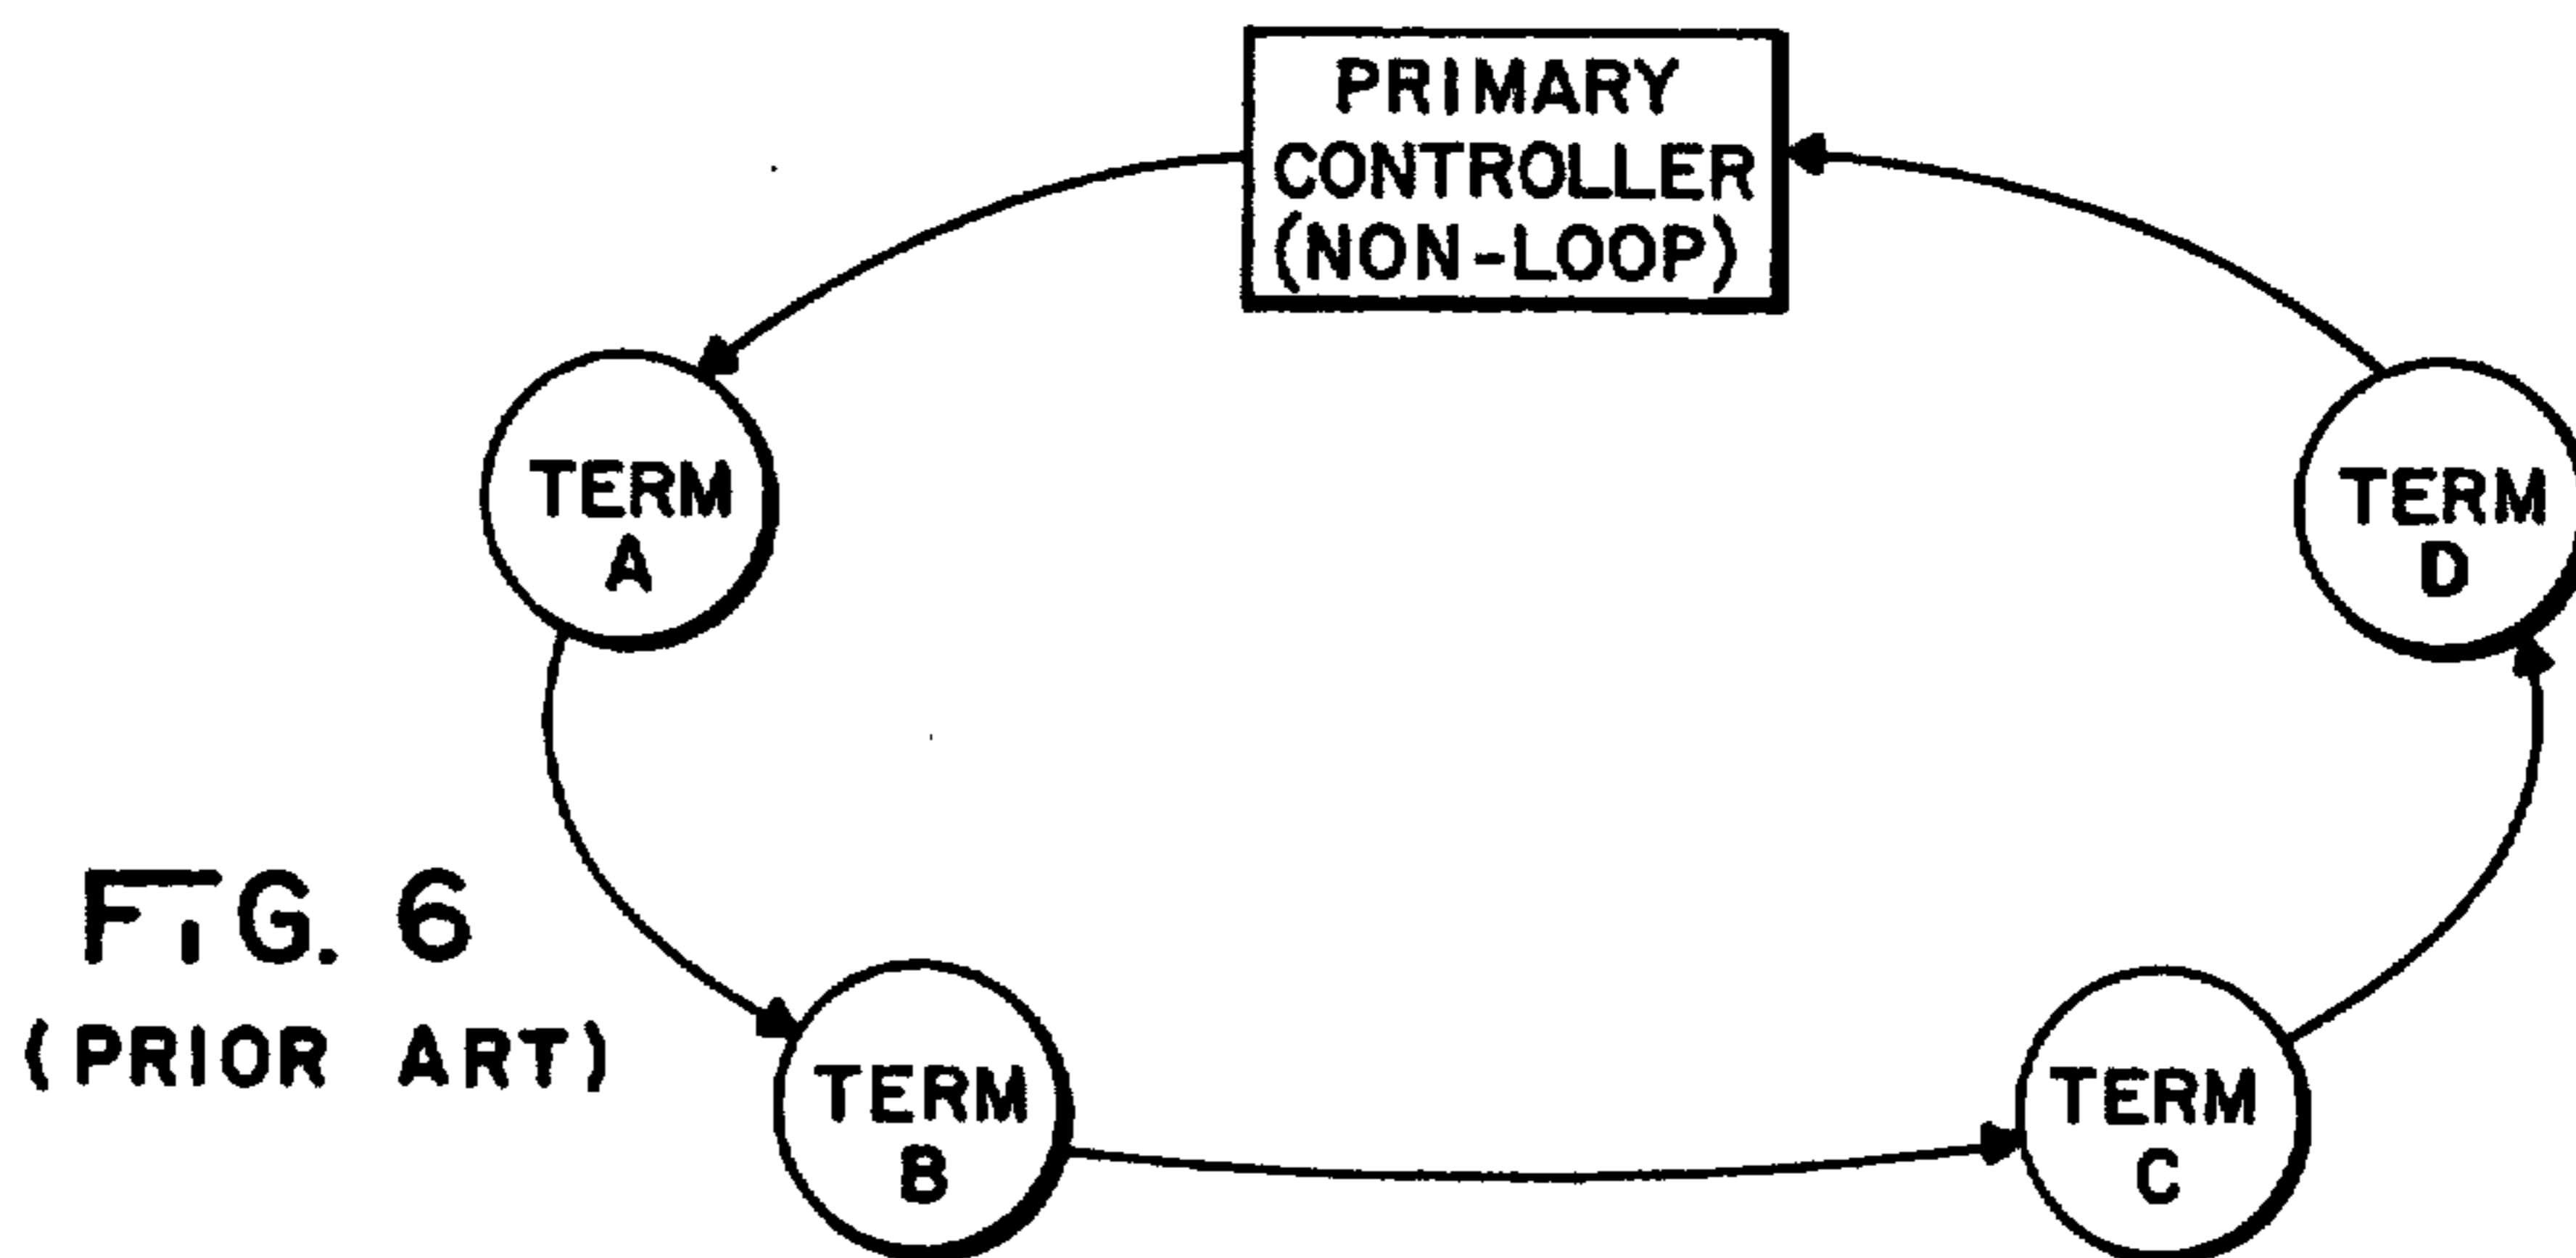 PRIMARY
CONTROLLER
(NON-LOOP)
TERM
A
TERM
D
FIG. 6
(PRIOR ART)
TERM
B
TERM
C